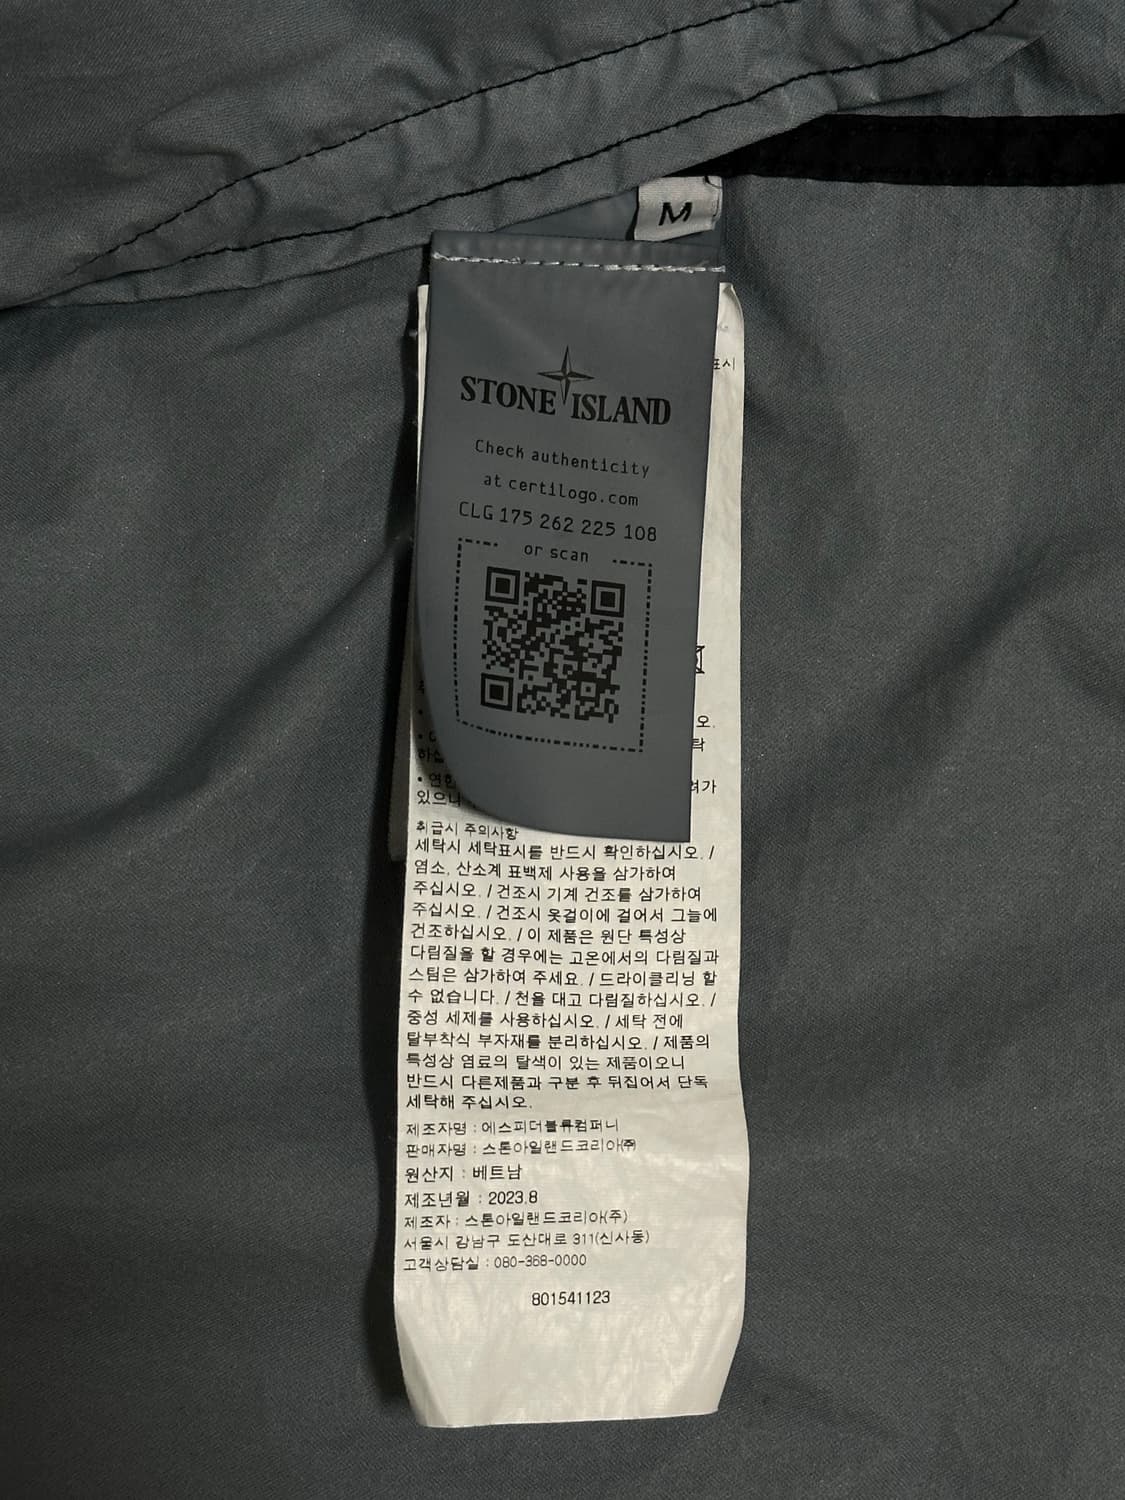 M
STONE ISLAND
Check authenticity
at certilogo.com
CLG 175 262 225 108
or scan
표시
오.
탁
하십
• 연한
려가
있으니
취급시 주의사항
세탁시 세탁표시를 반드시 확인하십시오. /
염소, 산소계 표백제 사용을 삼가하여
주십시오. / 건조시 기계 건조를 삼가하여
주십시오. / 건조시 옷걸이에 걸어서 그늘에
건조하십시오. / 이 제품은 원단 특성상
다림질을 할 경우에는 고온에서의 다림질과
스팀은 삼가하여 주세요. / 드라이클리닝 할
수 없습니다. / 천을 대고 다림질하십시오. /
중성 세제를 사용하십시오. / 세탁 전에
탈부착식 부자재를 분리하십시오. / 제품의
특성상 염료의 탈색이 있는 제품이오니
반드시 다른제품과 구분 후 뒤집어서 단독
세탁해 주십시오.
제조자명 : 에스피더블류컴퍼니
판매자명 : 스톤아일랜드코리아(주)
원산지 : 베트남
제조년월 : 2023.8
제조자 : 스톤아일랜드코리아(주)
서울시 강남구 도산대로 311(신사동)
고객상담실 : 080-368-0000
801541123